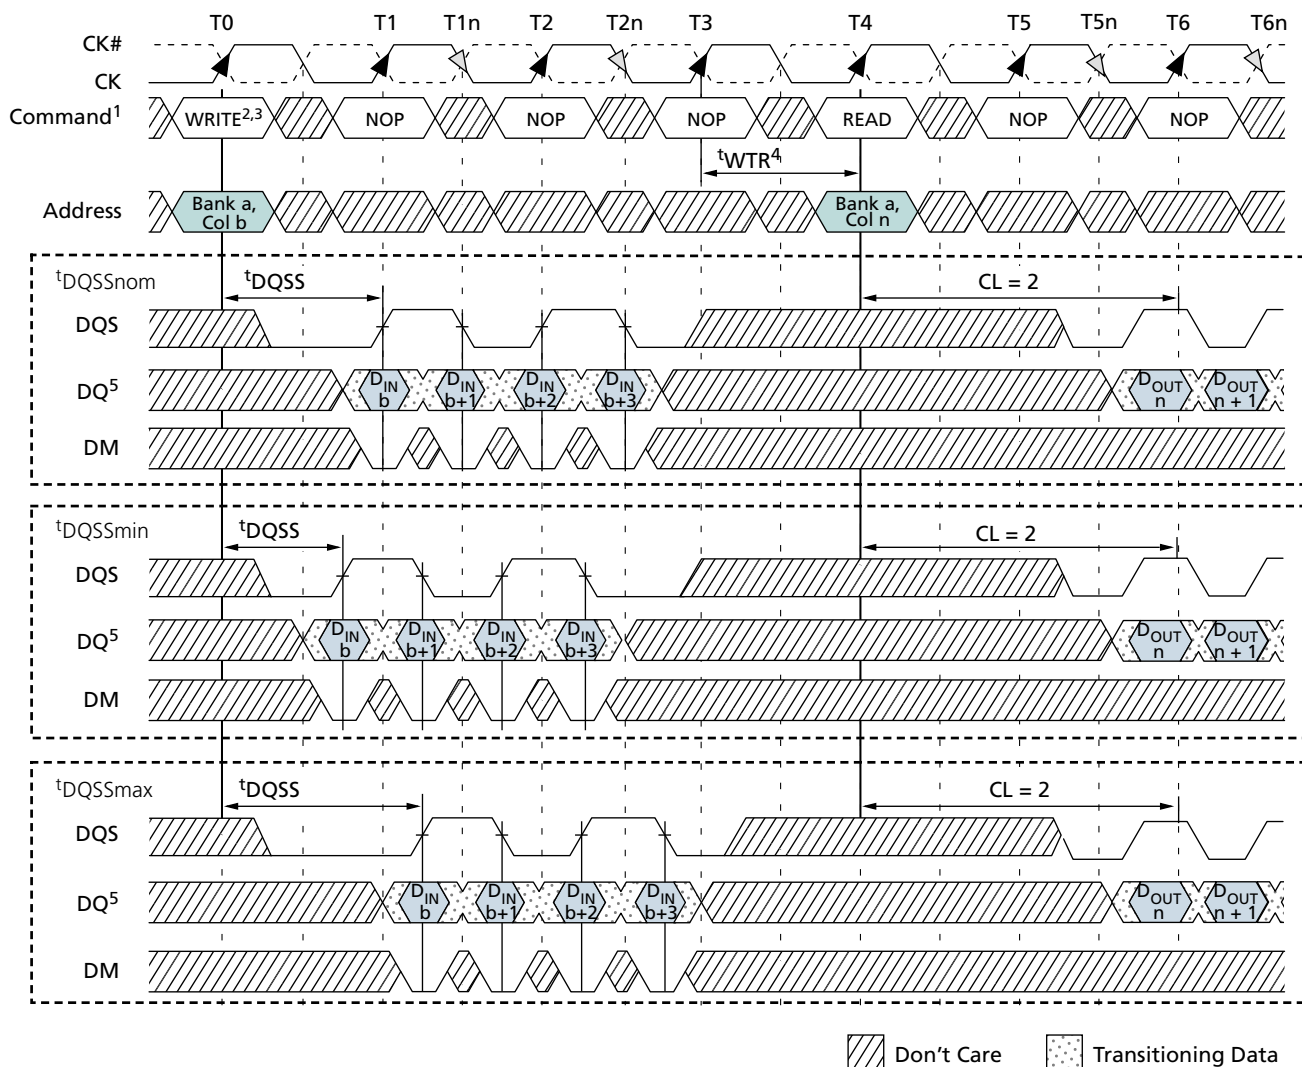 T0 T1 T1n T2 T2n T3 T4 T5 T5n T6 T6n
CK#
CK
Command1 WRITE2,3 NOP NOP NOP READ NOP NOP
tWTR4
Address Bank a, Col b Bank a, Col n
tDQSSnom tDQSS CL = 2
DQS
DQ5 DIN b DIN b+1 DIN b+2 DIN b+3 DOUT n DOUT n + 1
DM
tDQSSmin tDQSS CL = 2
DQS
DQ5 DIN b DIN b+1 DIN b+2 DIN b+3 DOUT n DOUT n + 1
DM
tDQSSmax tDQSS CL = 2
DQS
DQ5 DIN b DIN b+1 DIN b+2 DIN b+3 DOUT n DOUT n + 1
DM
Don't Care Transitioning Data